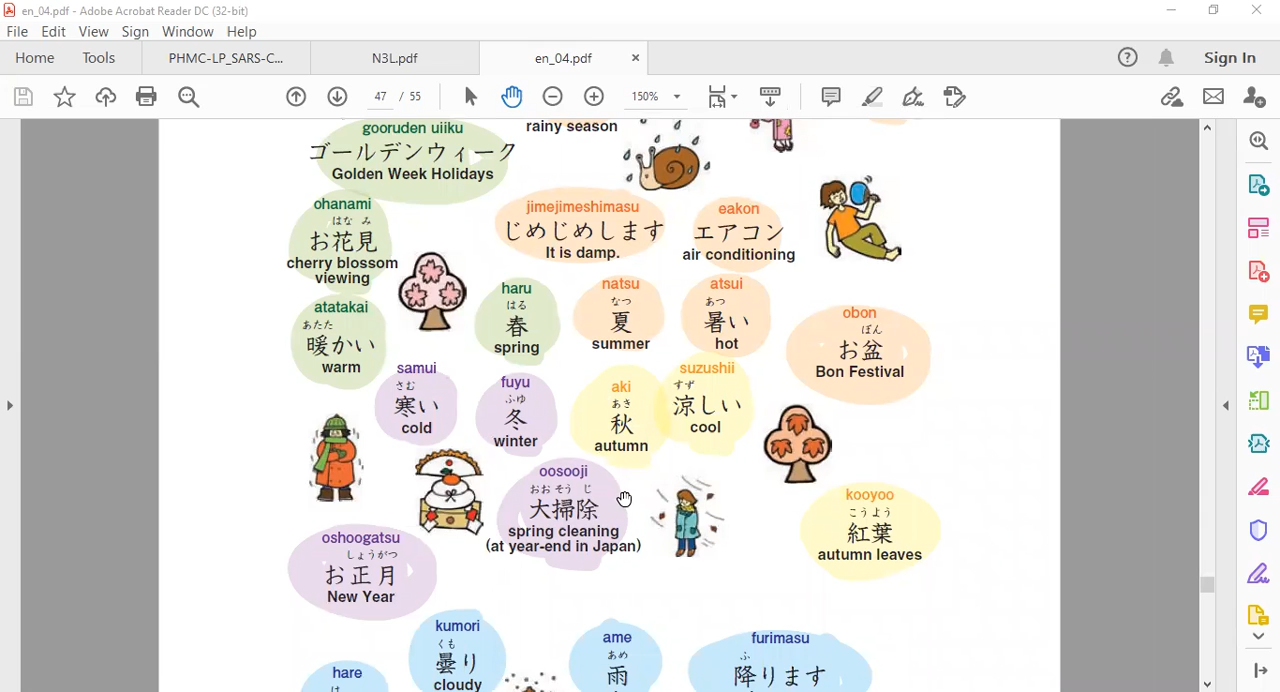 en_04.pdf - Adobe Acrobat Reader DC (32-bit)
File Edit View Window Sign Help
Home Tools PHMC-LP_SARS-C... N3L.pdf en_04.pdf × Sign In
47 / 55 150%
gooruden uiiku
ゴールデンウィーク
Golden Week Holidays
rainy season
ohanami
はな み
お花見
cherry blossom
viewing
jimejimeshimasu
じめじめします
It is damp.
eakon
エアコン
air conditioning
atatakai
あたた
暖かい
warm
haru
はる
春
spring
natsu
なつ
夏
summer
atsui
あつ
暑い
hot
obon
ぼん
お盆
Bon Festival
samui
さむ
寒い
cold
fuyu
ふゆ
冬
winter
aki
あき
秋
autumn
suzushii
すず
涼しい
cool
oosooji
おお そう じ
大掃除
spring cleaning
(at year-end in Japan)
kooyoo
こうよう
紅葉
autumn leaves
oshoogatsu
しょうがつ
お正月
New Year
hare
は
kumori
くも
曇り
cloudy
ame
あめ
雨
furimasu
ふ
降ります